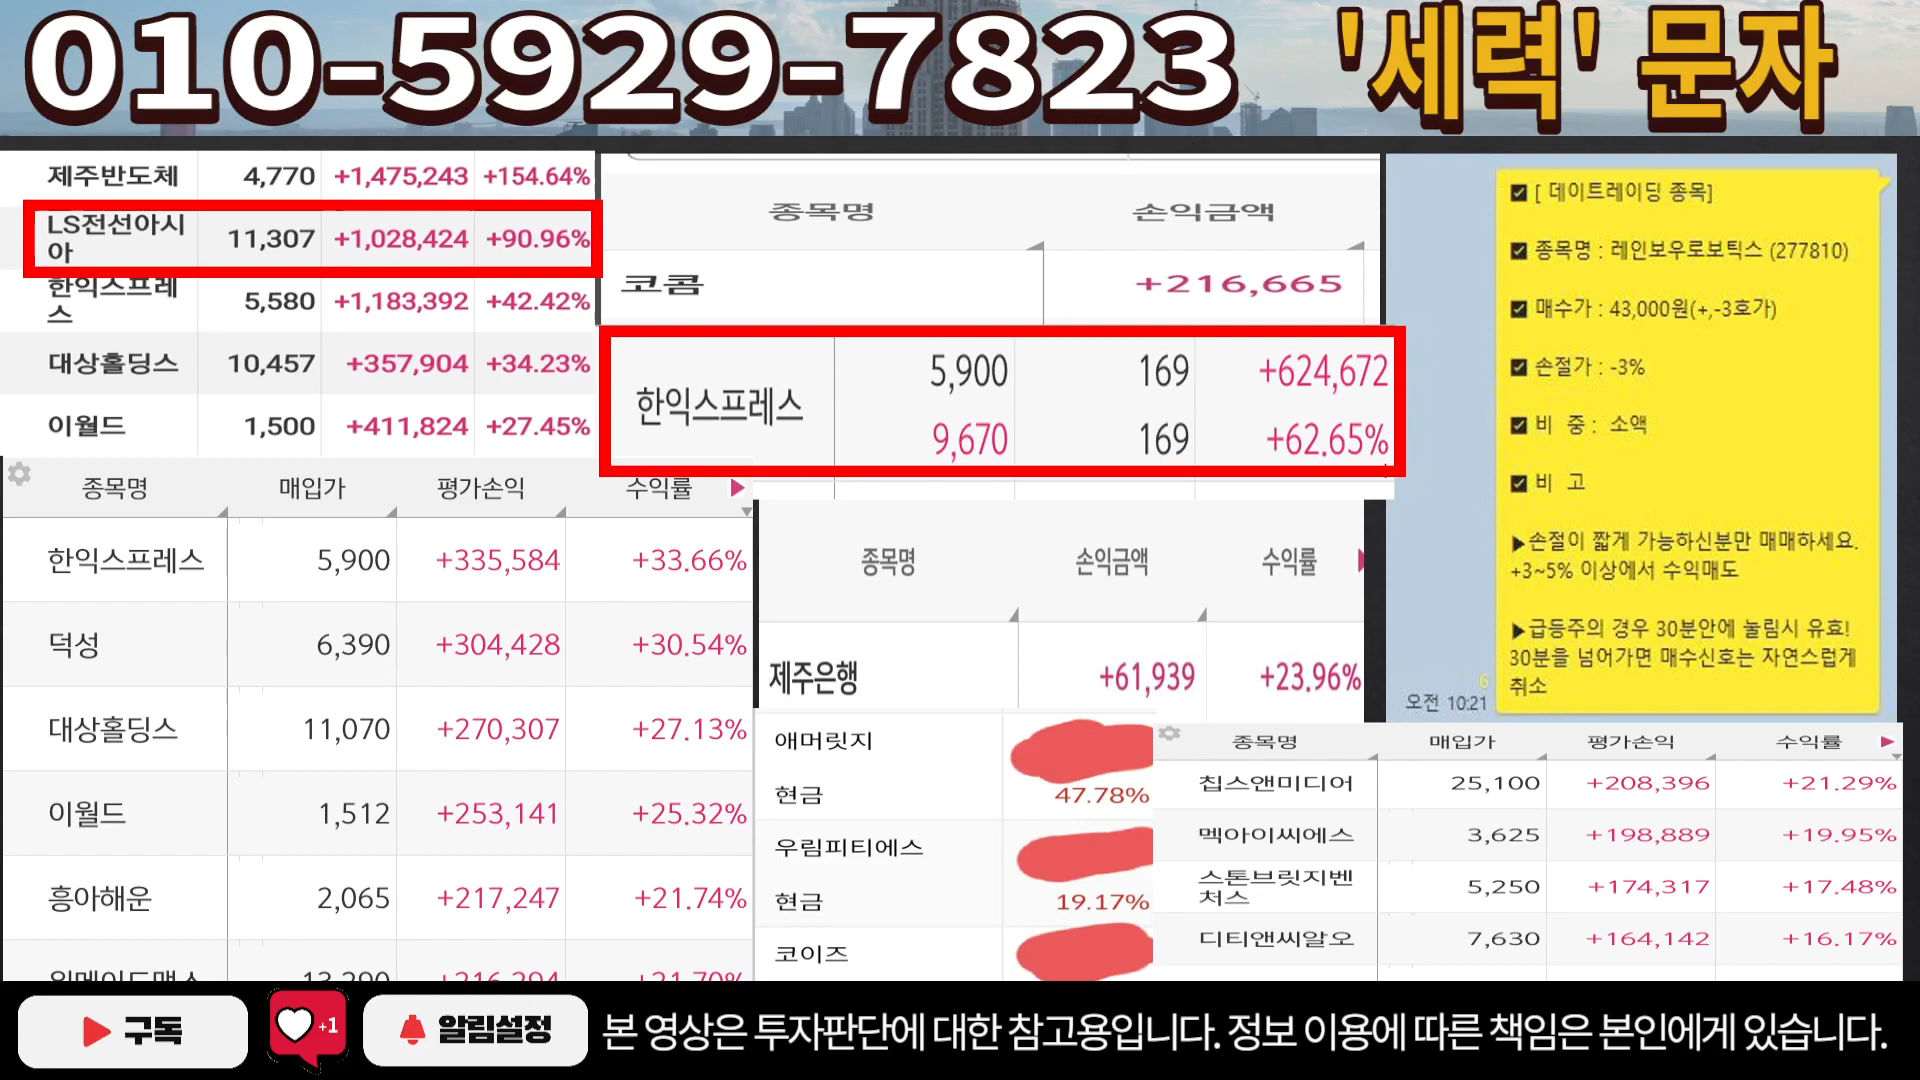 010-5929-7823 '세력' 문자
제주반도체 4,770 +1,475,243 +154.64%
LS전선아시
아 11,307 +1,028,424 +90.96%
한익스프레
스 5,580 +1,183,392 +42.42%
대상홀딩스 10,457 +357,904 +34.23%
이월드 1,500 +411,824 +27.45%
종목명 손익금액
코콤 +216,665
한익스프레스 5,900 169 +624,672
9,670 169 +62.65%
[ 데이트레이딩 종목]
종목명 : 레인보우로보틱스 (277810)
매수가 : 43,000원(+,-3호가)
손절가 : -3%
비 중 : 소액
비 고
▶손절이 짧게 가능하신분만 매매하세요.
+3~5% 이상에서 수익매도
▶급등주의 경우 30분안에 눌림시 유효!
30분을 넘어가면 매수신호는 자연스럽게
취소
6
오전 10:21
종목명 매입가 평가손익 수익률
한익스프레스 5,900 +335,584 +33.66%
덕성 6,390 +304,428 +30.54%
대상홀딩스 11,070 +270,307 +27.13%
이월드 1,512 +253,141 +25.32%
흥아해운 2,065 +217,247 +21.74%
종목명 손익금액 수익률
제주은행 +61,939 +23.96%
애머릿지
현금 47.78%
우림피티에스
현금 19.17%
코이즈
종목명 매입가 평가손익 수익률
칩스앤미디어 25,100 +208,396 +21.29%
멕아이씨에스 3,625 +198,889 +19.95%
스톤브릿지벤
처스 5,250 +174,317 +17.48%
디티앤씨알오 7,630 +164,142 +16.17%
구독 +1 알림설정 본 영상은 투자판단에 대한 참고용입니다. 정보 이용에 따른 책임은 본인에게 있습니다.